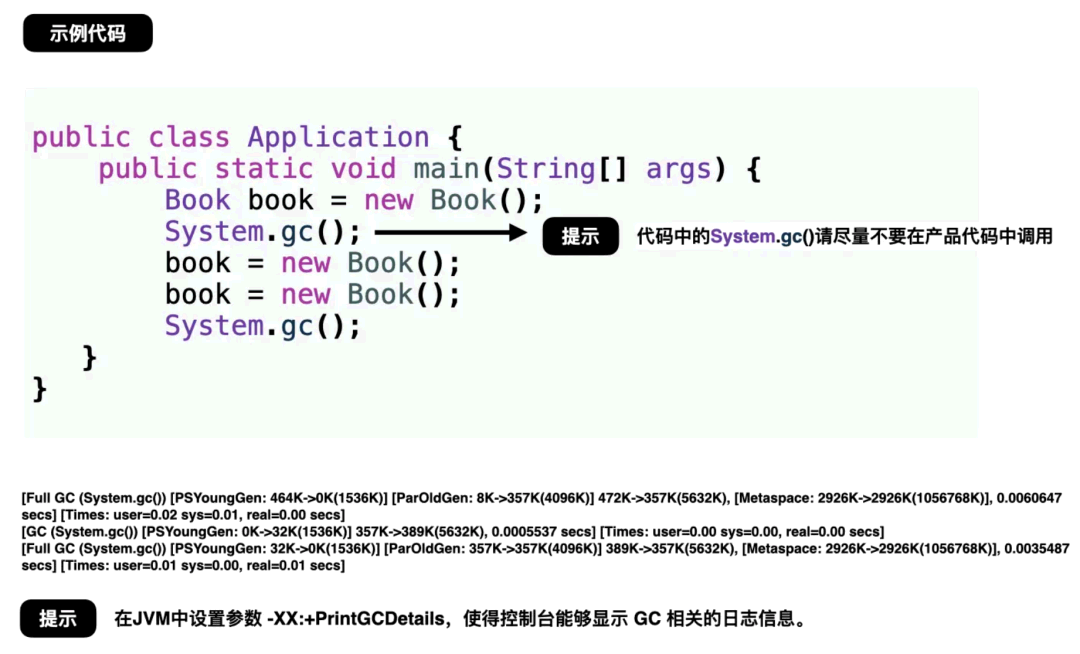 示例代码
public class Application {
public static void main(String[] args) {
Book book = new Book();
System.gc();
提示
代码中的System.gc()请尽量不要在产品代码中调用
book = new Book();
book = new Book();
System.gc();
}
}
[Full GC (System.gc()) [PSYoungGen: 464K->0K(1536K)] [ParOldGen: 8K->357K(4096K)] 472K->357K(5632K), [Metaspace: 2926K->2926K(1056768K)], 0.0060647
secs] [Times: user=0.02 sys=0.01, real=0.00 secs]
[GC (System.gc()) [PSYoungGen: 0K->32K(1536K)] 357K->389K(5632K), 0.0005537 secs] [Times: user=0.00 sys=0.00, real=0.00 secs]
[Full GC (System.gc()) [PSYoungGen: 32K->0K(1536K)] [ParOldGen: 357K->357K(4096K)] 389K->357K(5632K), [Metaspace: 2926K->2926K(1056768K)], 0.0035487
secs] [Times: user=0.01 sys=0.00, real=0.01 secs]
提示
在JVM中设置参数 -XX:+PrintGCDetails，使得控制台能够显示 GC 相关的日志信息。